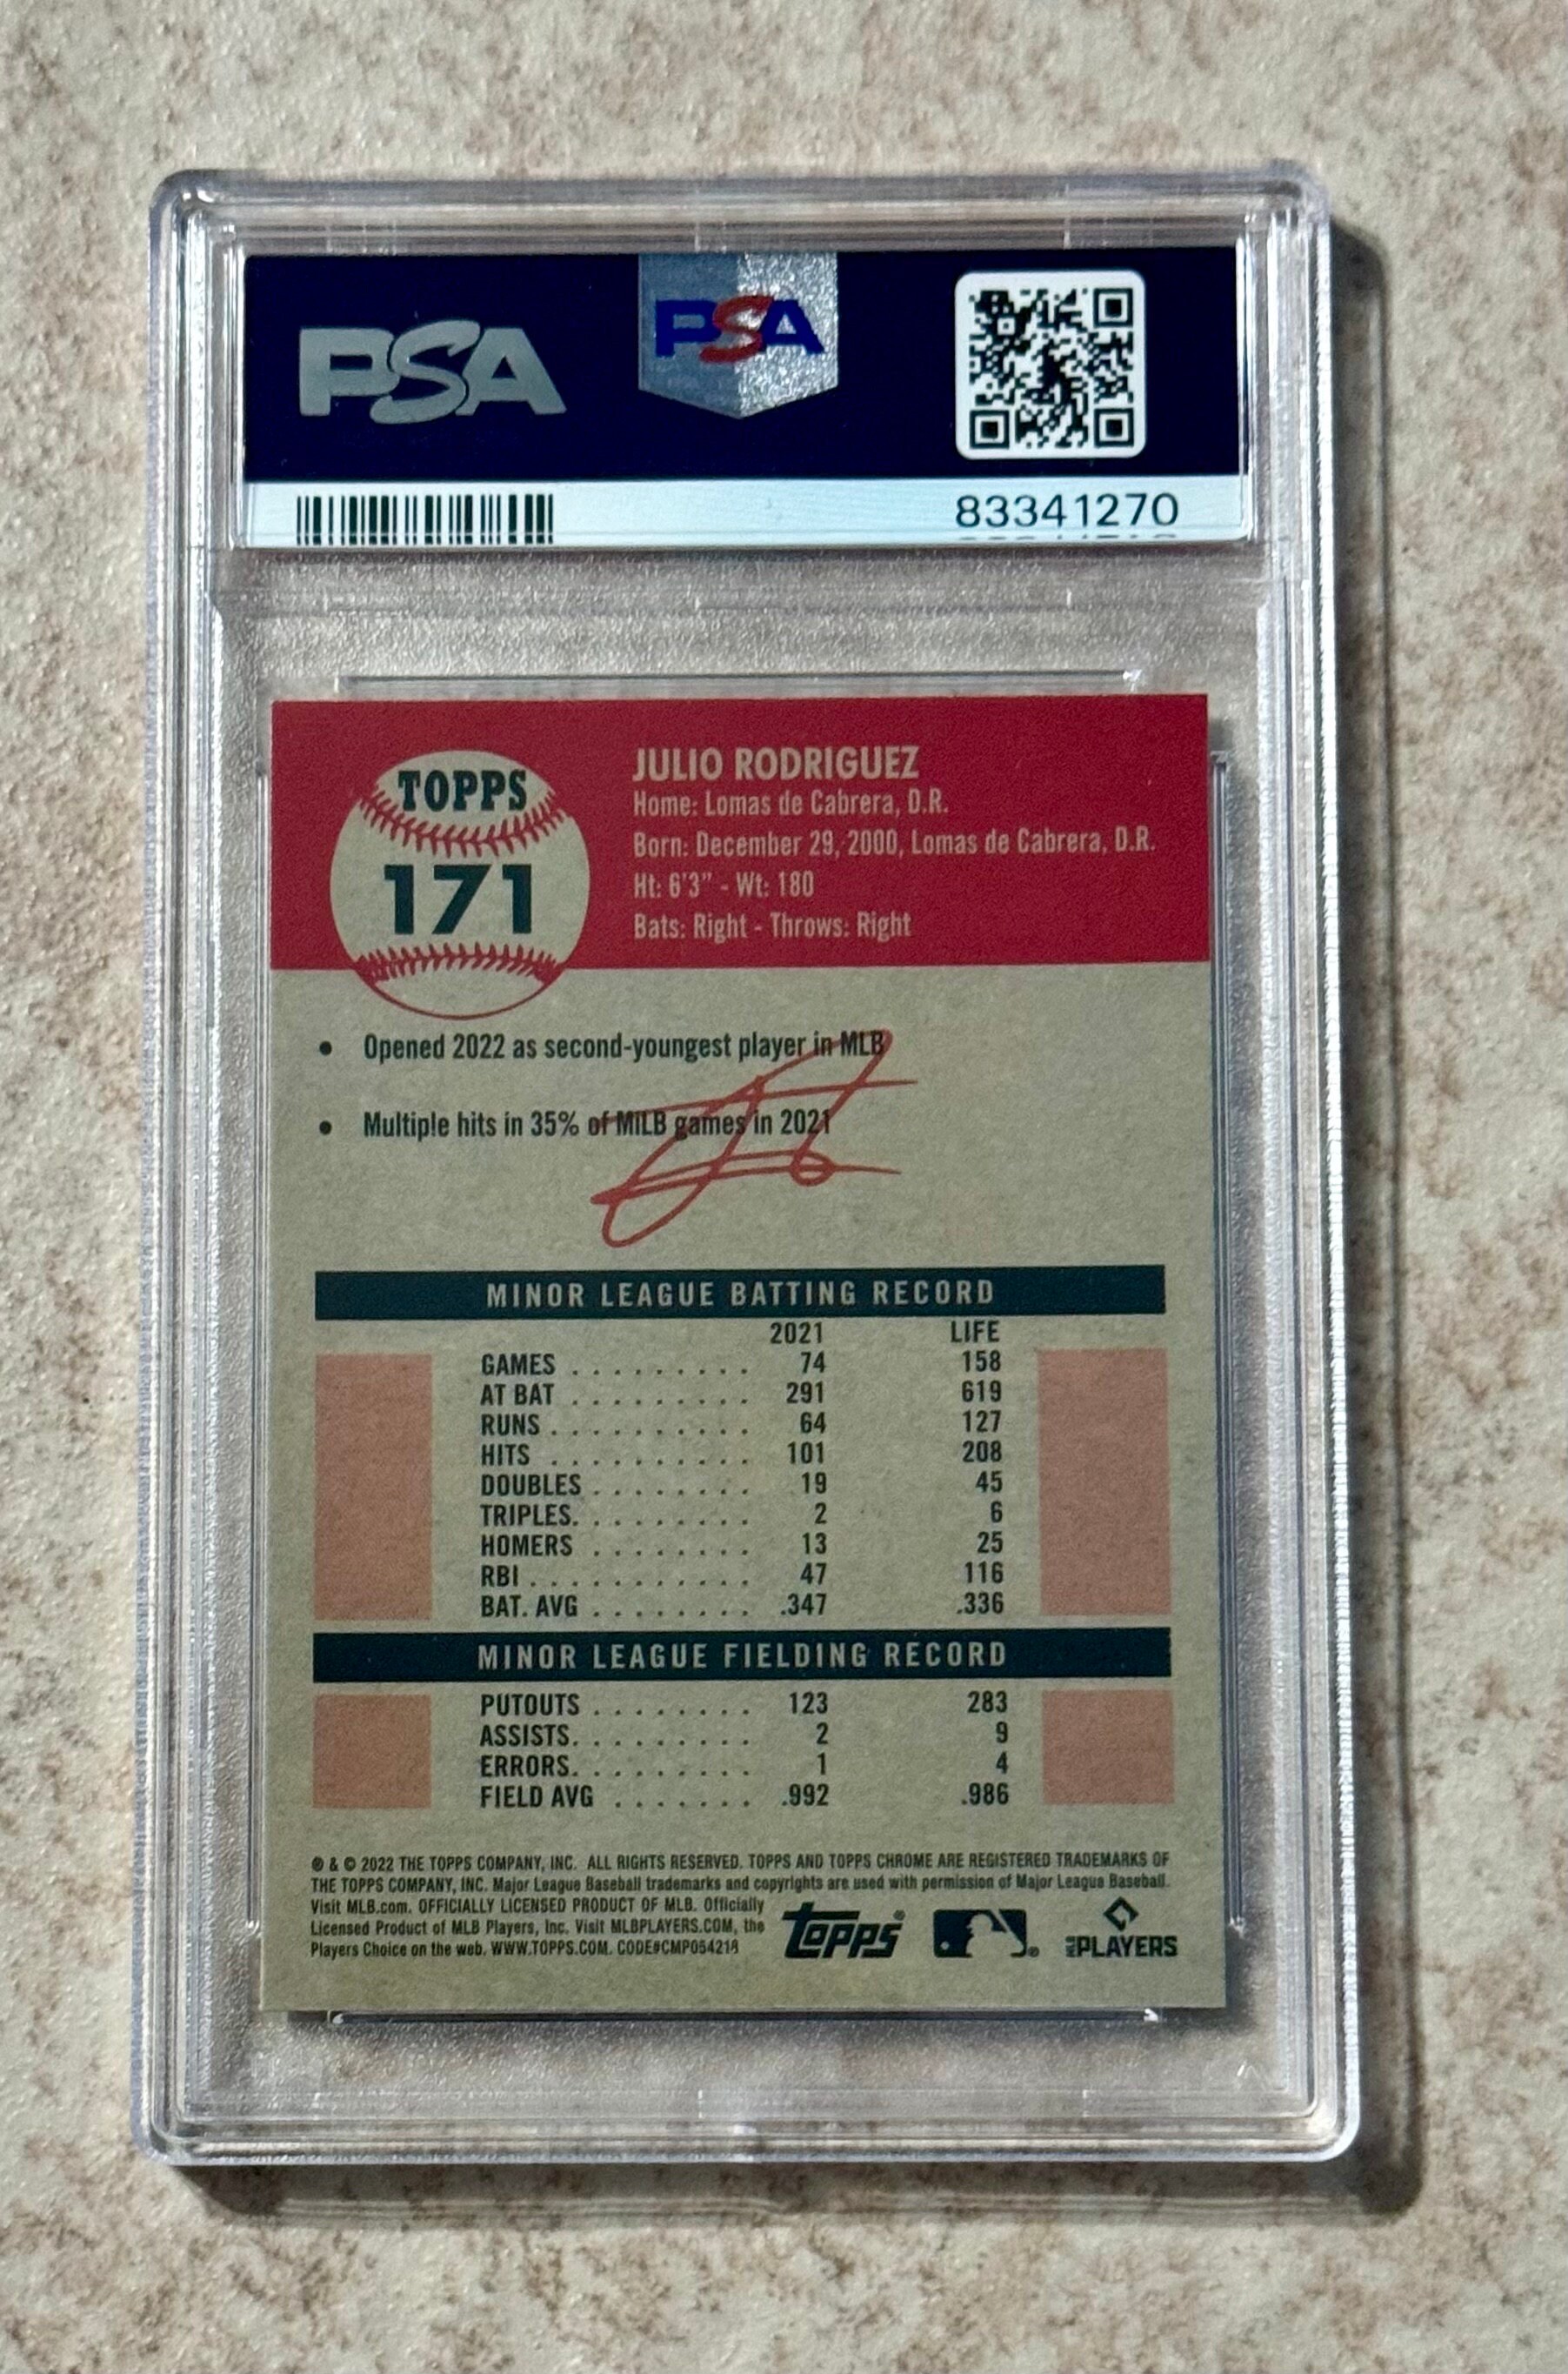 PSA
PSA
83341270
TOPPS
171
JULIO RODRIGUEZ
Home: Lomas de Cabrera, D.R.
Born: December 29, 2000, Lomas de Cabrera, D.R.
Ht: 6'3" - Wt: 180
Bats: Right - Throws: Right
• Opened 2022 as second-youngest player in MLB
• Multiple hits in 35% of MiLB games in 2021
MINOR LEAGUE BATTING RECORD
2021 LIFE
GAMES . . . . . . . . . 74 158
AT BAT . . . . . . . . . 291 619
RUNS . . . . . . . . . . 64 127
HITS . . . . . . . . . . 101 208
DOUBLES . . . . . . . . 19 45
TRIPLES. . . . . . . . . 2 6
HOMERS . . . . . . . . 13 25
RBI . . . . . . . . . . . 47 116
BAT. AVG . . . . . . . . .347 .336
MINOR LEAGUE FIELDING RECORD
PUTOUTS . . . . . . . . 123 283
ASSISTS. . . . . . . . . 2 9
ERRORS. . . . . . . . . 1 4
FIELD AVG . . . . . . . .992 .986
® & © 2022 THE TOPPS COMPANY, INC. ALL RIGHTS RESERVED. TOPPS AND TOPPS CHROME ARE REGISTERED TRADEMARKS OF
THE TOPPS COMPANY, INC. Major League Baseball trademarks and copyrights are used with permission of Major League Baseball.
Visit MLB.com. OFFICIALLY LICENSED PRODUCT OF MLB. Officially
Licensed Product of MLB Players, Inc. Visit MLBPLAYERS.COM, the
Players Choice on the web. WWW.TOPPS.COM. CODE#CMP054218
topps®
MLB PLAYERS